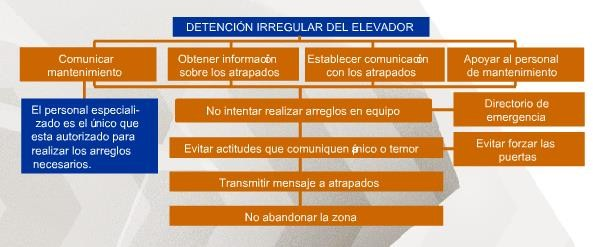 DETENCIÓN IRREGULAR DEL ELEVADOR
Comunicar
mantenimiento
Obtener información
sobre los atrapados
Establecer comunicación
con los atrapados
Apoyar al personal
de mantenimiento
El personal especiali-
zado es el único que
esta autorizado para
realizar los arreglos
necesarios.
No intentar realizar arreglos en equipo
Directorio de
emergencia
Evitar actitudes que comuniquen pánico o temor
Evitar forzar las
puertas
Transmitir mensaje a atrapados
No abandonar la zona